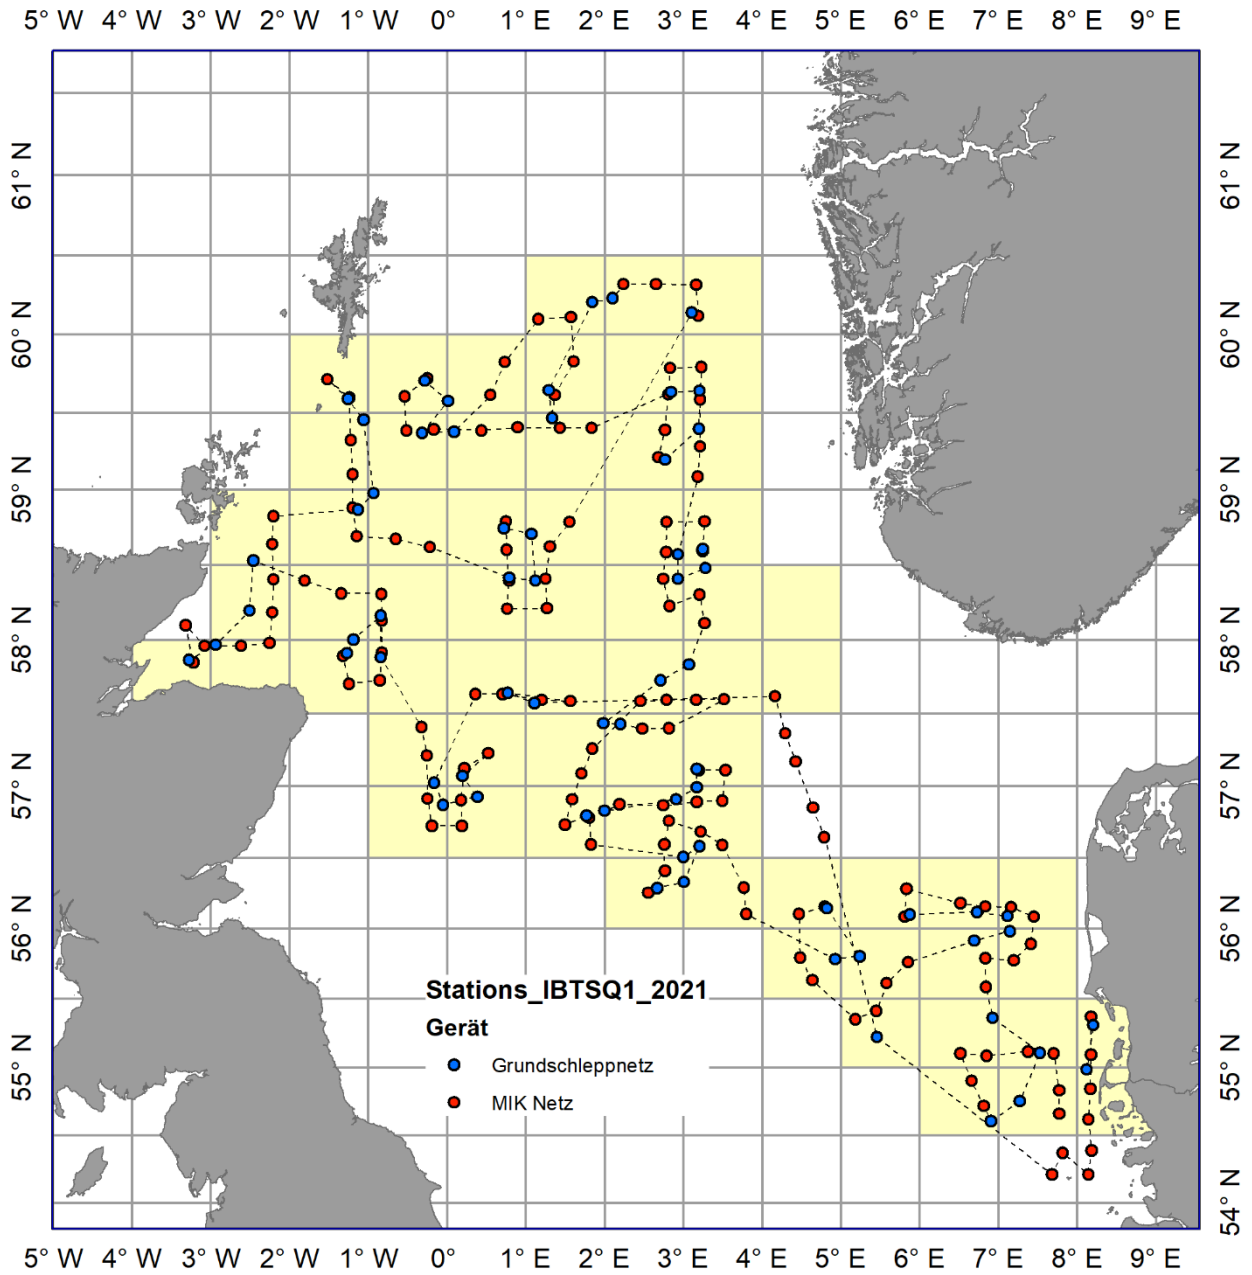 5° W 4° W 3° W 2° W 1° W 0° 1° E 2° E 3° E 4° E 5° E 6° E 7° E 8° E 9° E
61° N 61° N
60° N 60° N
59° N 59° N
58° N 58° N
57° N 57° N
56° N 56° N
Stations_IBTSQ1_2021
Gerät
Grundschleppnetz
55° N 55° N
MIK Netz
54° N 54° N
5° W 4° W 3° W 2° W 1° W 0° 1° E 2° E 3° E 4° E 5° E 6° E 7° E 8° E 9° E